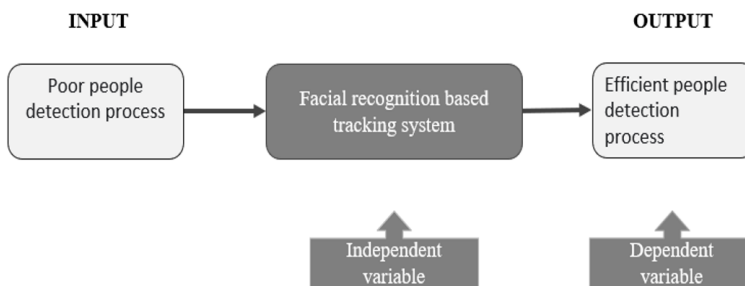 INPUT
OUTPUT
Poor people
detection process
Facial recognition based
tracking system
Efficient people
detection
process
Independent
variable
Dependent
variable